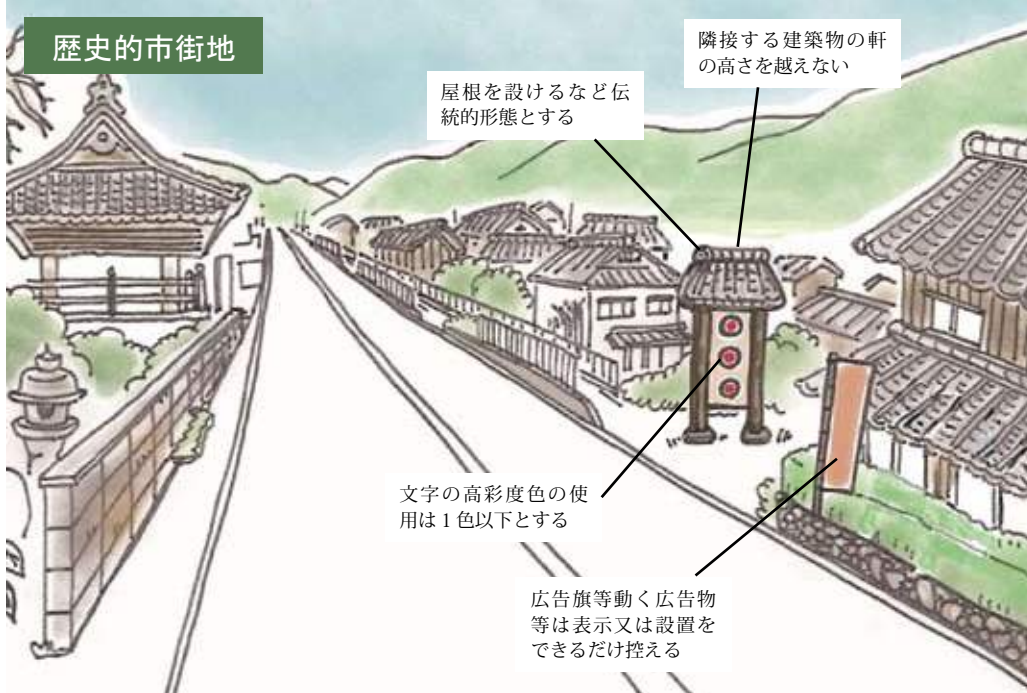 歴史的市街地
隣接する建築物の軒
の高さを越えない
屋根を設けるなど伝
統的形態とする
文字の高彩度色の使
用は1色以下とする
広告旗等動く広告物
等は表示又は設置を
できるだけ控える